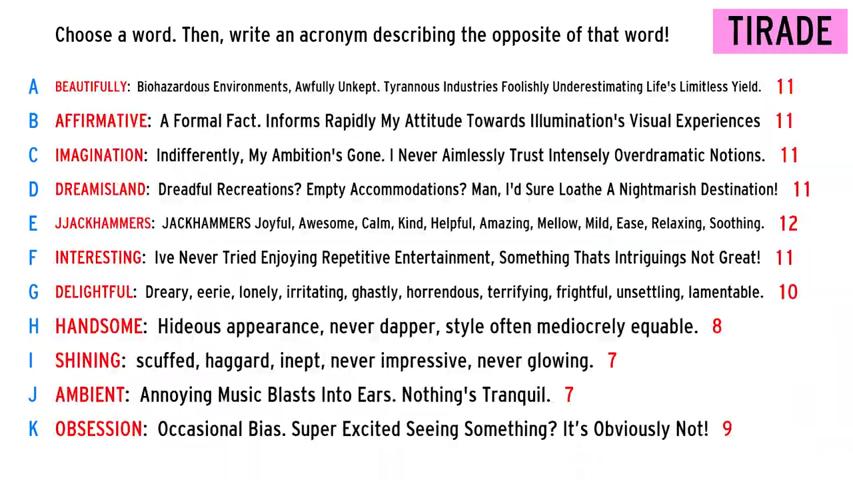 Choose a word. Then, write an acronym describing the opposite of that word!
TIRADE
A BEAUTIFULLY: Biohazardous Environments, Awfully Unkept. Tyrannous Industries Foolishly Underestimating Life's Limitless Yield. 11
B AFFIRMATIVE: A Formal Fact. Informs Rapidly My Attitude Towards Illumination's Visual Experiences 11
C IMAGINATION: Indifferently, My Ambition's Gone. I Never Aimlessly Trust Intensely Overdramatic Notions. 11
D DREAMISLAND: Dreadful Recreations? Empty Accommodations? Man, I'd Sure Loathe A Nightmarish Destination! 11
E JJACKHAMMERS: JACKHAMMERS Joyful, Awesome, Calm, Kind, Helpful, Amazing, Mellow, Mild, Ease, Relaxing, Soothing. 12
F INTERESTING: Ive Never Tried Enjoying Repetitive Entertainment, Something Thats Intriguings Not Great! 11
G DELIGHTFUL: Dreary, eerie, lonely, irritating, ghastly, horrendous, terrifying, frightful, unsettling, lamentable. 10
H HANDSOME: Hideous appearance, never dapper, style often mediocrely equable. 8
I SHINING: scuffed, haggard, inept, never impressive, never glowing. 7
J AMBIENT: Annoying Music Blasts Into Ears. Nothing's Tranquil. 7
K OBSESSION: Occasional Bias. Super Excited Seeing Something? It’s Obviously Not! 9